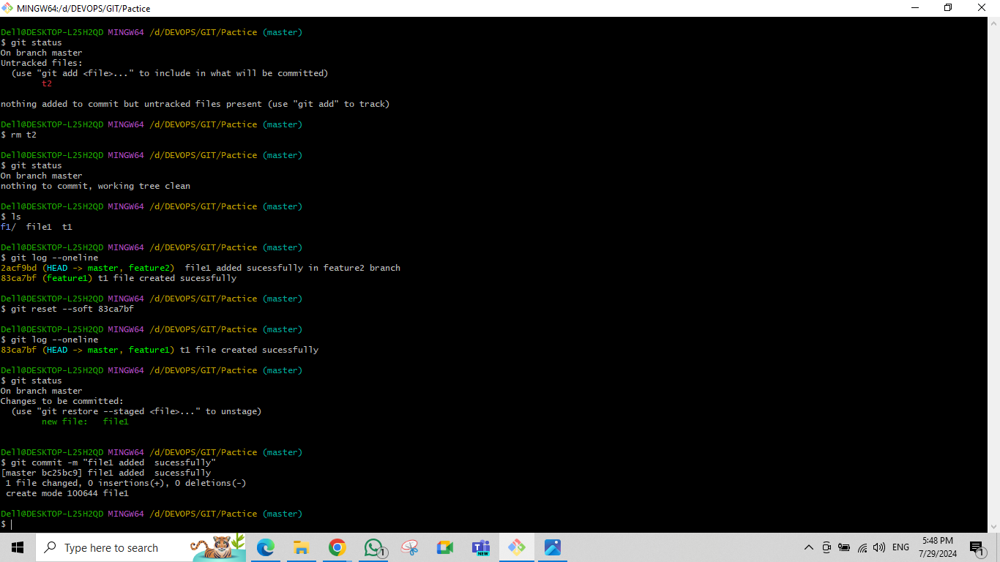 MINGW64:/d/DEVOPS/GIT/Pactice
Dell@DESKTOP-L25H2QD MINGW64 /d/DEVOPS/GIT/Pactice (master)
$ git status
On branch master
Untracked files:
  (use "git add <file>..." to include in what will be committed)
        t2
nothing added to commit but untracked files present (use "git add" to track)
Dell@DESKTOP-L25H2QD MINGW64 /d/DEVOPS/GIT/Pactice (master)
$ rm t2
Dell@DESKTOP-L25H2QD MINGW64 /d/DEVOPS/GIT/Pactice (master)
$ git status
On branch master
nothing to commit, working tree clean
Dell@DESKTOP-L25H2QD MINGW64 /d/DEVOPS/GIT/Pactice (master)
$ ls
f1/  file1  t1
Dell@DESKTOP-L25H2QD MINGW64 /d/DEVOPS/GIT/Pactice (master)
$ git log --oneline
2acf9bd (HEAD -> master, feature2)  file1 added sucessfully in feature2 branch
83ca7bf (feature1) t1 file created sucessfully
Dell@DESKTOP-L25H2QD MINGW64 /d/DEVOPS/GIT/Pactice (master)
$ git reset --soft 83ca7bf
Dell@DESKTOP-L25H2QD MINGW64 /d/DEVOPS/GIT/Pactice (master)
$ git log --oneline
83ca7bf (HEAD -> master, feature1) t1 file created sucessfully
Dell@DESKTOP-L25H2QD MINGW64 /d/DEVOPS/GIT/Pactice (master)
$ git status
On branch master
Changes to be committed:
  (use "git restore --staged <file>..." to unstage)
        new file:   file1
Dell@DESKTOP-L25H2QD MINGW64 /d/DEVOPS/GIT/Pactice (master)
$ git commit -m "file1 added  sucessfully"
[master bc25bc9] file1 added  sucessfully
 1 file changed, 0 insertions(+), 0 deletions(-)
 create mode 100644 file1
Dell@DESKTOP-L25H2QD MINGW64 /d/DEVOPS/GIT/Pactice (master)
$
Type here to search
1
NEW
ENG
5:48 PM
7/29/2024
1